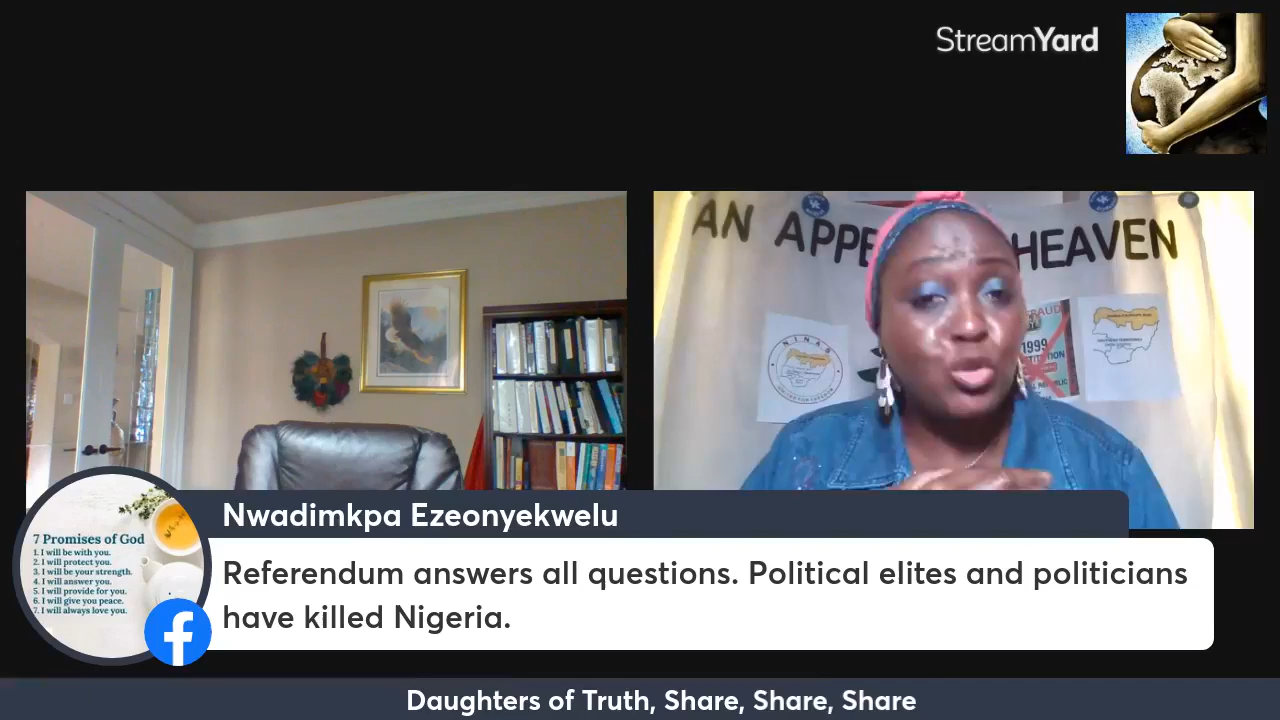 StreamYard
AN APPE HEAVEN
NINAS
FRAUD
1999
Nwadimkpa Ezeonyekwelu
Referendum answers all questions. Political elites and politicians
have killed Nigeria.
7 Promises of God
1. I will be with you.
2. I will protect you.
3. I will be your strength.
4. I will answer you.
5. I will provide for you.
6. I will give you peace.
7. I will always love you.
Daughters of Truth, Share, Share, Share